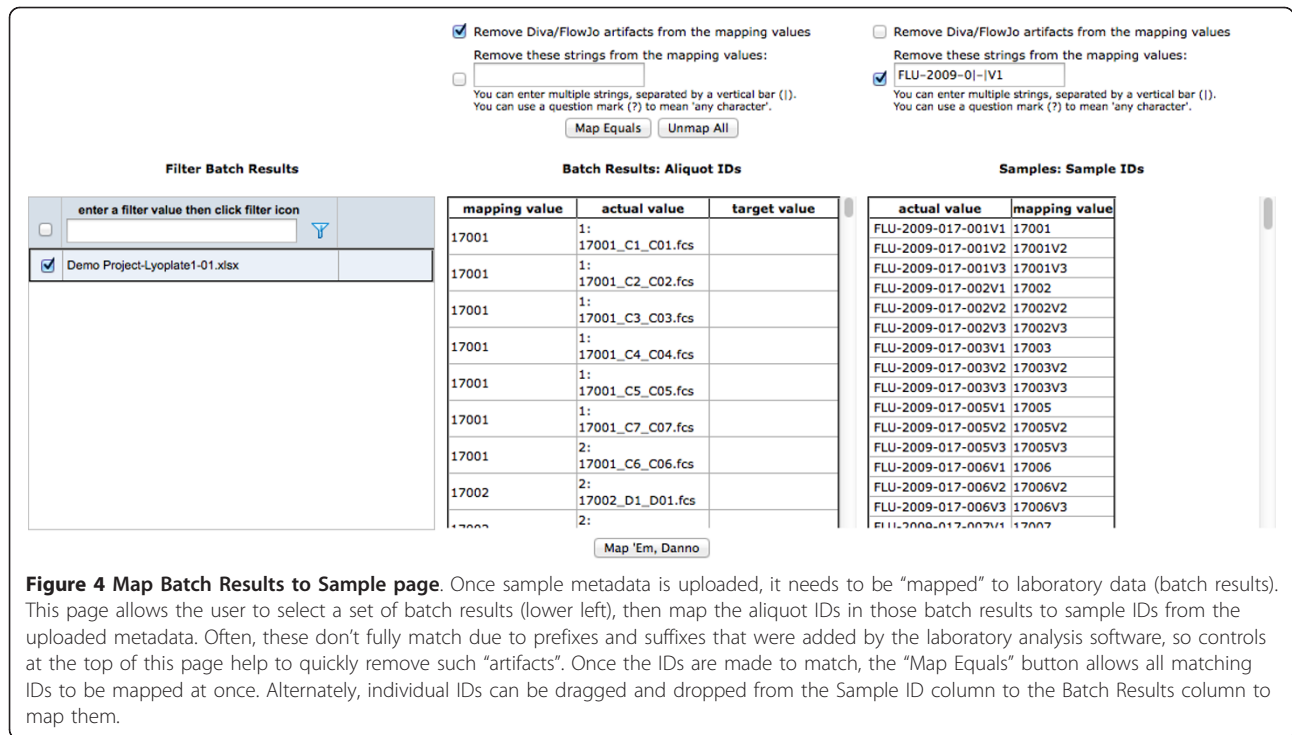 Remove Diva/FlowJo artifacts from the mapping values
Remove these strings from the mapping values:
You can enter multiple strings, separated by a vertical bar (|).
You can use a question mark (?) to mean 'any character'.
Map Equals
Unmap All
Remove Diva/FlowJo artifacts from the mapping values
Remove these strings from the mapping values:
FLU-2009-0|-|V1
You can enter multiple strings, separated by a vertical bar (|).
You can use a question mark (?) to mean 'any character'.
Filter Batch Results
enter a filter value then click filter icon
Demo Project-Lyoplate1-01.xlsx
Batch Results: Aliquot IDs
mapping value actual value target value
17001 1: 17001_C1_C01.fcs
17001 1: 17001_C2_C02.fcs
17001 1: 17001_C3_C03.fcs
17001 1: 17001_C4_C04.fcs
17001 1: 17001_C5_C05.fcs
17001 1: 17001_C7_C07.fcs
17001 2: 17001_C6_C06.fcs
17002 2: 17002_D1_D01.fcs
2:
Samples: Sample IDs
actual value mapping value
FLU-2009-017-001V1 17001
FLU-2009-017-001V2 17001V2
FLU-2009-017-001V3 17001V3
FLU-2009-017-002V1 17002
FLU-2009-017-002V2 17002V2
FLU-2009-017-002V3 17002V3
FLU-2009-017-003V1 17003
FLU-2009-017-003V2 17003V2
FLU-2009-017-003V3 17003V3
FLU-2009-017-005V1 17005
FLU-2009-017-005V2 17005V2
FLU-2009-017-005V3 17005V3
FLU-2009-017-006V1 17006
FLU-2009-017-006V2 17006V2
FLU-2009-017-006V3 17006V3
FLU-2009-017-007V1 17007
Map 'Em, Danno
Figure 4 Map Batch Results to Sample page. Once sample metadata is uploaded, it needs to be “mapped” to laboratory data (batch results).
This page allows the user to select a set of batch results (lower left), then map the aliquot IDs in those batch results to sample IDs from the
uploaded metadata. Often, these don’t fully match due to prefixes and suffixes that were added by the laboratory analysis software, so controls
at the top of this page help to quickly remove such “artifacts”. Once the IDs are made to match, the “Map Equals” button allows all matching
IDs to be mapped at once. Alternately, individual IDs can be dragged and dropped from the Sample ID column to the Batch Results column to
map them.